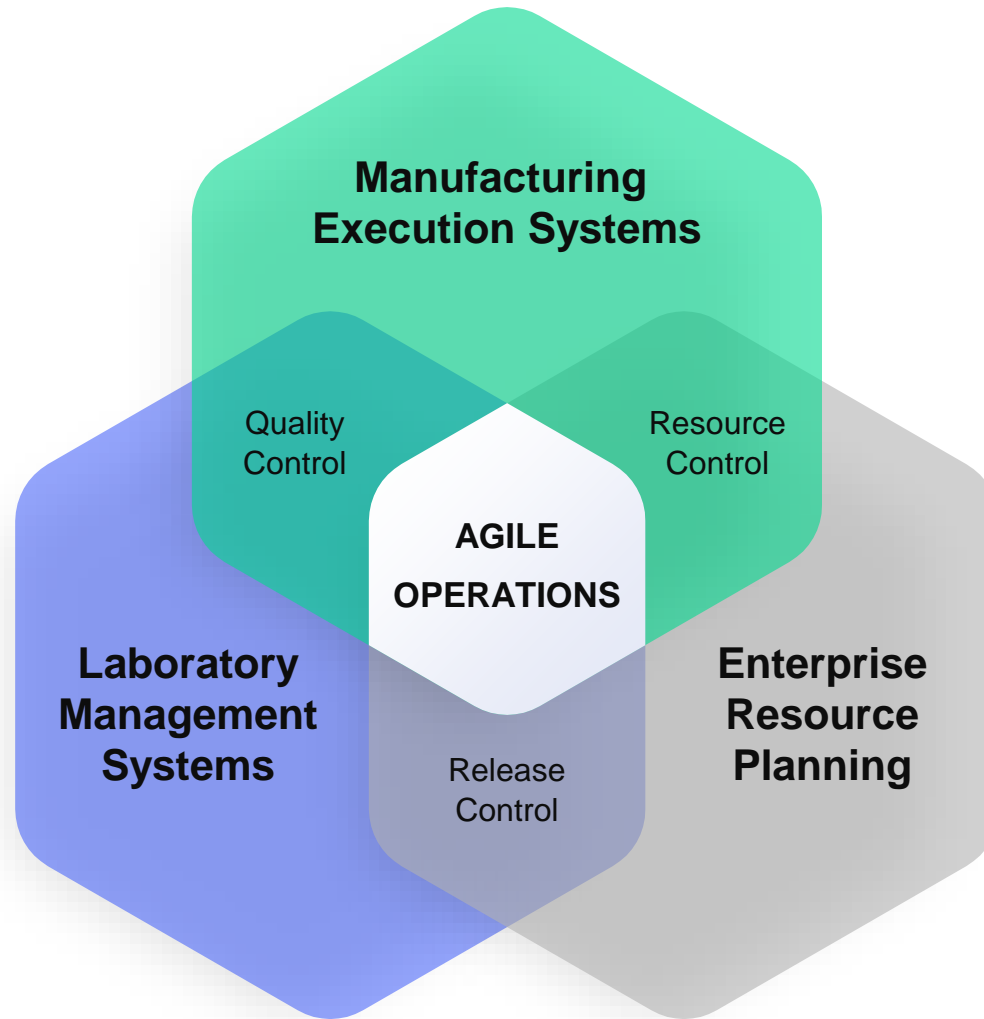 Manufacturing
Execution Systems
Quality
Control
Resource
Control
AGILE
OPERATIONS
Laboratory
Management
Systems
Enterprise
Resource
Planning
Release
Control